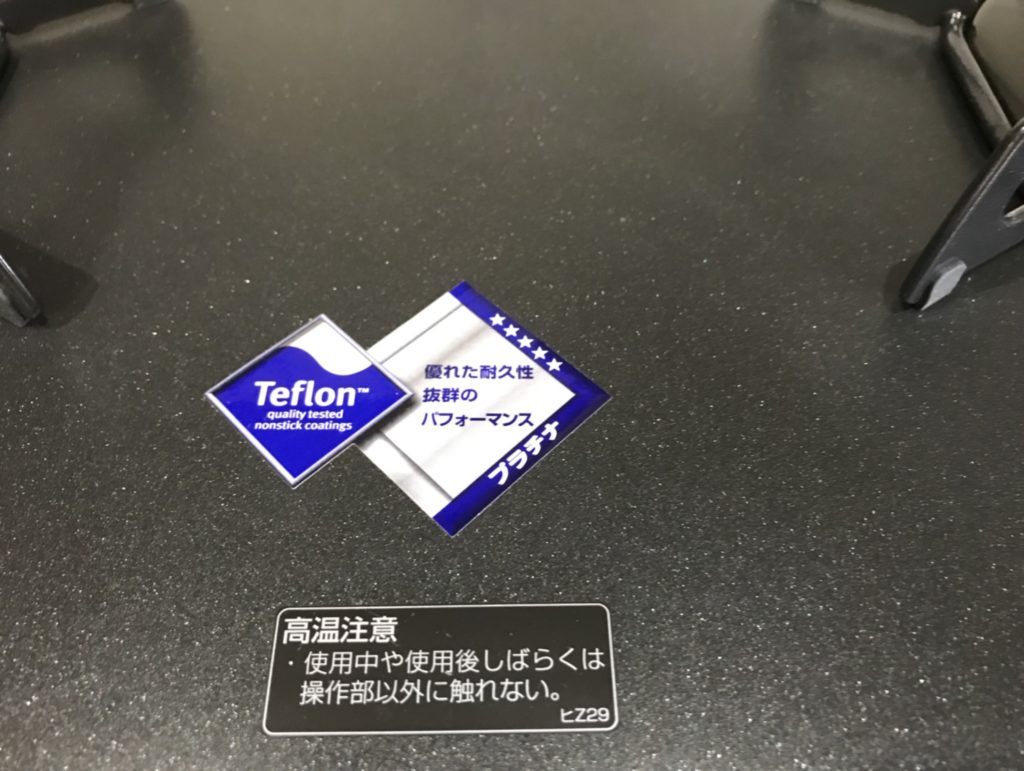 Teflon™
quality tested
nonstick coatings
★★★★★
優れた耐久性
抜群の
パフォーマンス
プラチナ
高温注意
・使用中や使用後しばらくは
操作部以外に触れない。
ヒZ29